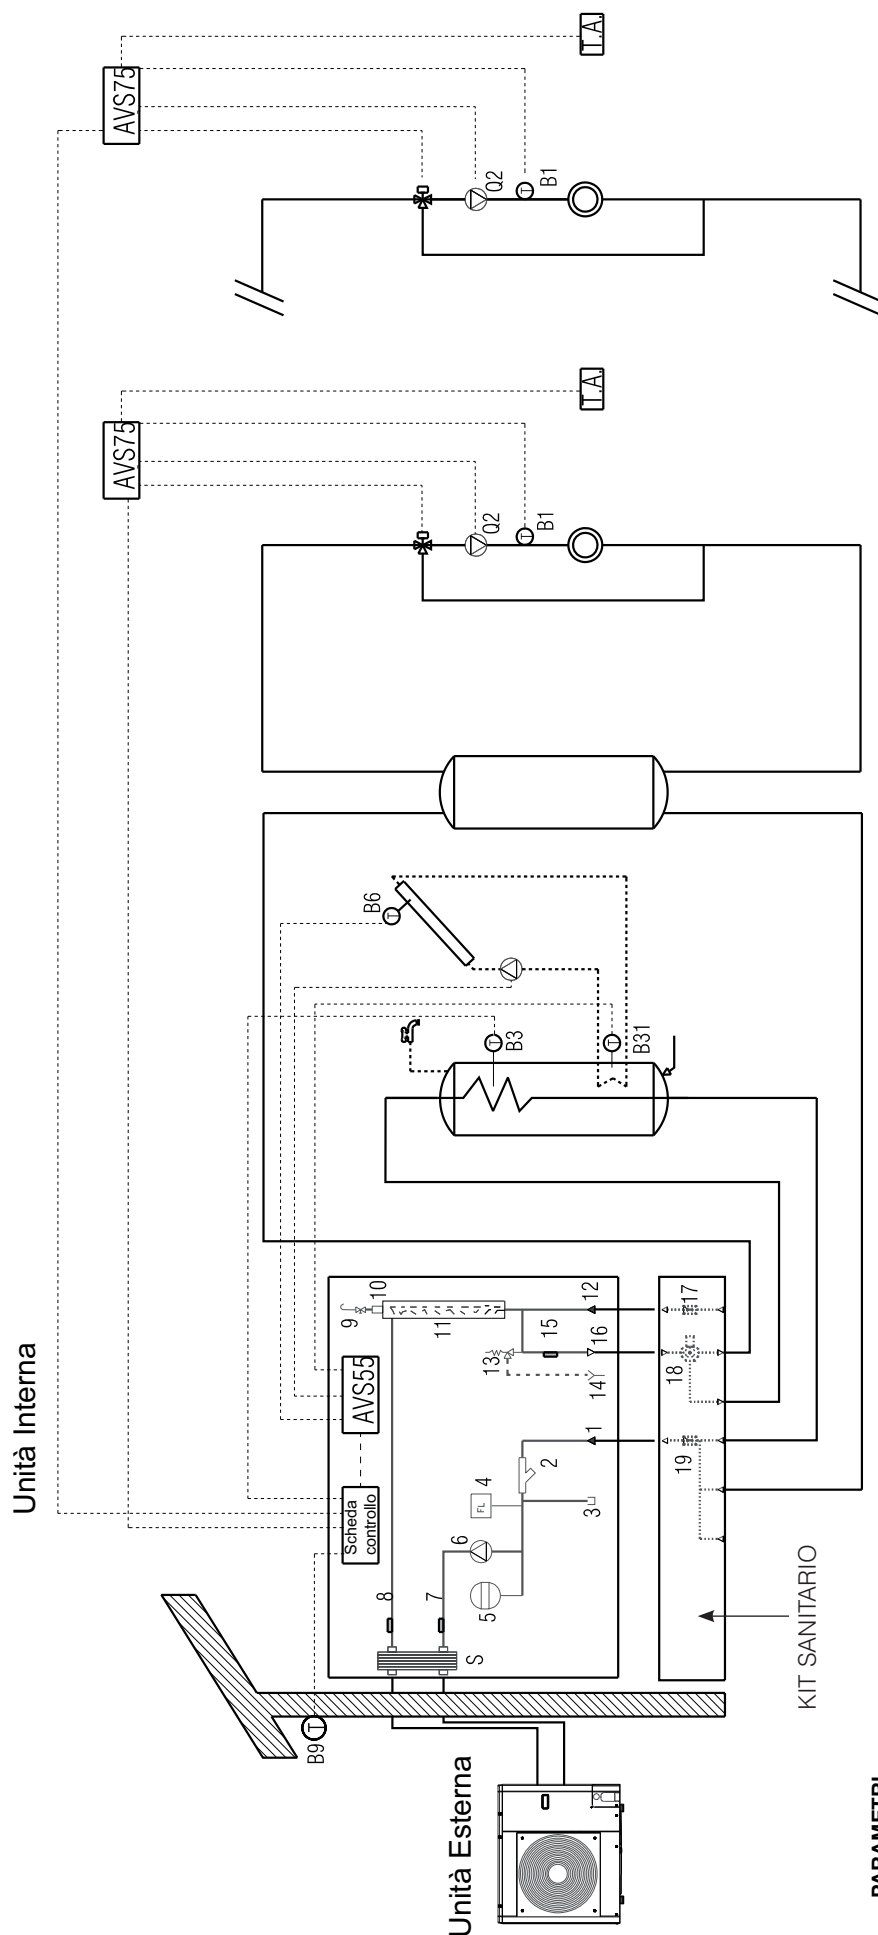 Unità Interna
Unità Esterna
B9
T
S
Scheda
controllo
AVS55
8
7
6
5
4
FL
3
2
1
9
10
11
12
13
14
15
16
17
18
19
KIT SANITARIO
T
B3
T
B31
T
B6
AVS75
Q2
T
B1
T.A.
AVS75
Q2
T
B1
T.A.